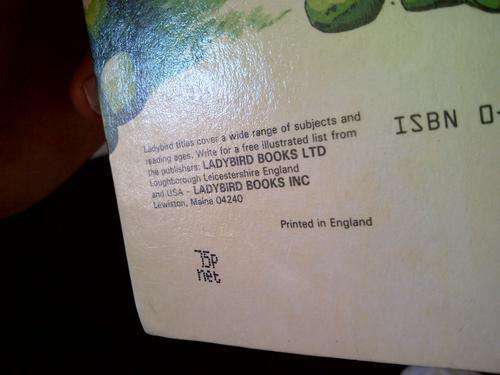 Ladybird titles cover a wide range of subjects and
reading ages. Write for a free illustrated list from
the publishers: LADYBIRD BOOKS LTD
Loughborough Leicestershire England
and USA - LADYBIRD BOOKS INC
Lewiston, Maine 04240
ISBN 0-
Printed in England
75p
net